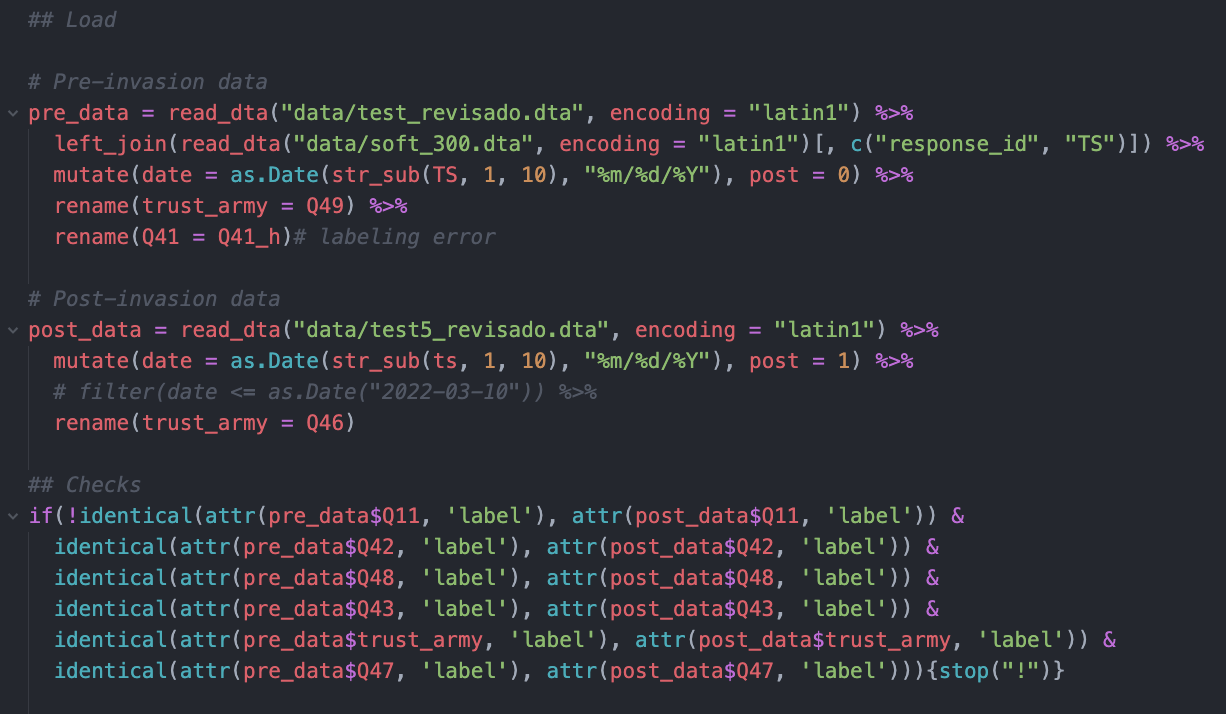 ## Load
# Pre-invasion data
pre_data = read_dta("data/test_revisado.dta", encoding = "latin1") %>%
  left_join(read_dta("data/soft_300.dta", encoding = "latin1")[, c("response_id", "TS")]) %>%
  mutate(date = as.Date(str_sub(TS, 1, 10), "%m/%d/%Y"), post = 0) %>%
  rename(trust_army = Q49) %>%
  rename(Q41 = Q41_h)# labeling error
# Post-invasion data
post_data = read_dta("data/test5_revisado.dta", encoding = "latin1") %>%
  mutate(date = as.Date(str_sub(ts, 1, 10), "%m/%d/%Y"), post = 1) %>%
  # filter(date <= as.Date("2022-03-10")) %>%
  rename(trust_army = Q46)
## Checks
if(!identical(attr(pre_data$Q11, 'label'), attr(post_data$Q11, 'label')) &
  identical(attr(pre_data$Q42, 'label'), attr(post_data$Q42, 'label')) &
  identical(attr(pre_data$Q48, 'label'), attr(post_data$Q48, 'label')) &
  identical(attr(pre_data$Q43, 'label'), attr(post_data$Q43, 'label')) &
  identical(attr(pre_data$trust_army, 'label'), attr(post_data$trust_army, 'label')) &
  identical(attr(pre_data$Q47, 'label'), attr(post_data$Q47, 'label'))){stop("!")}